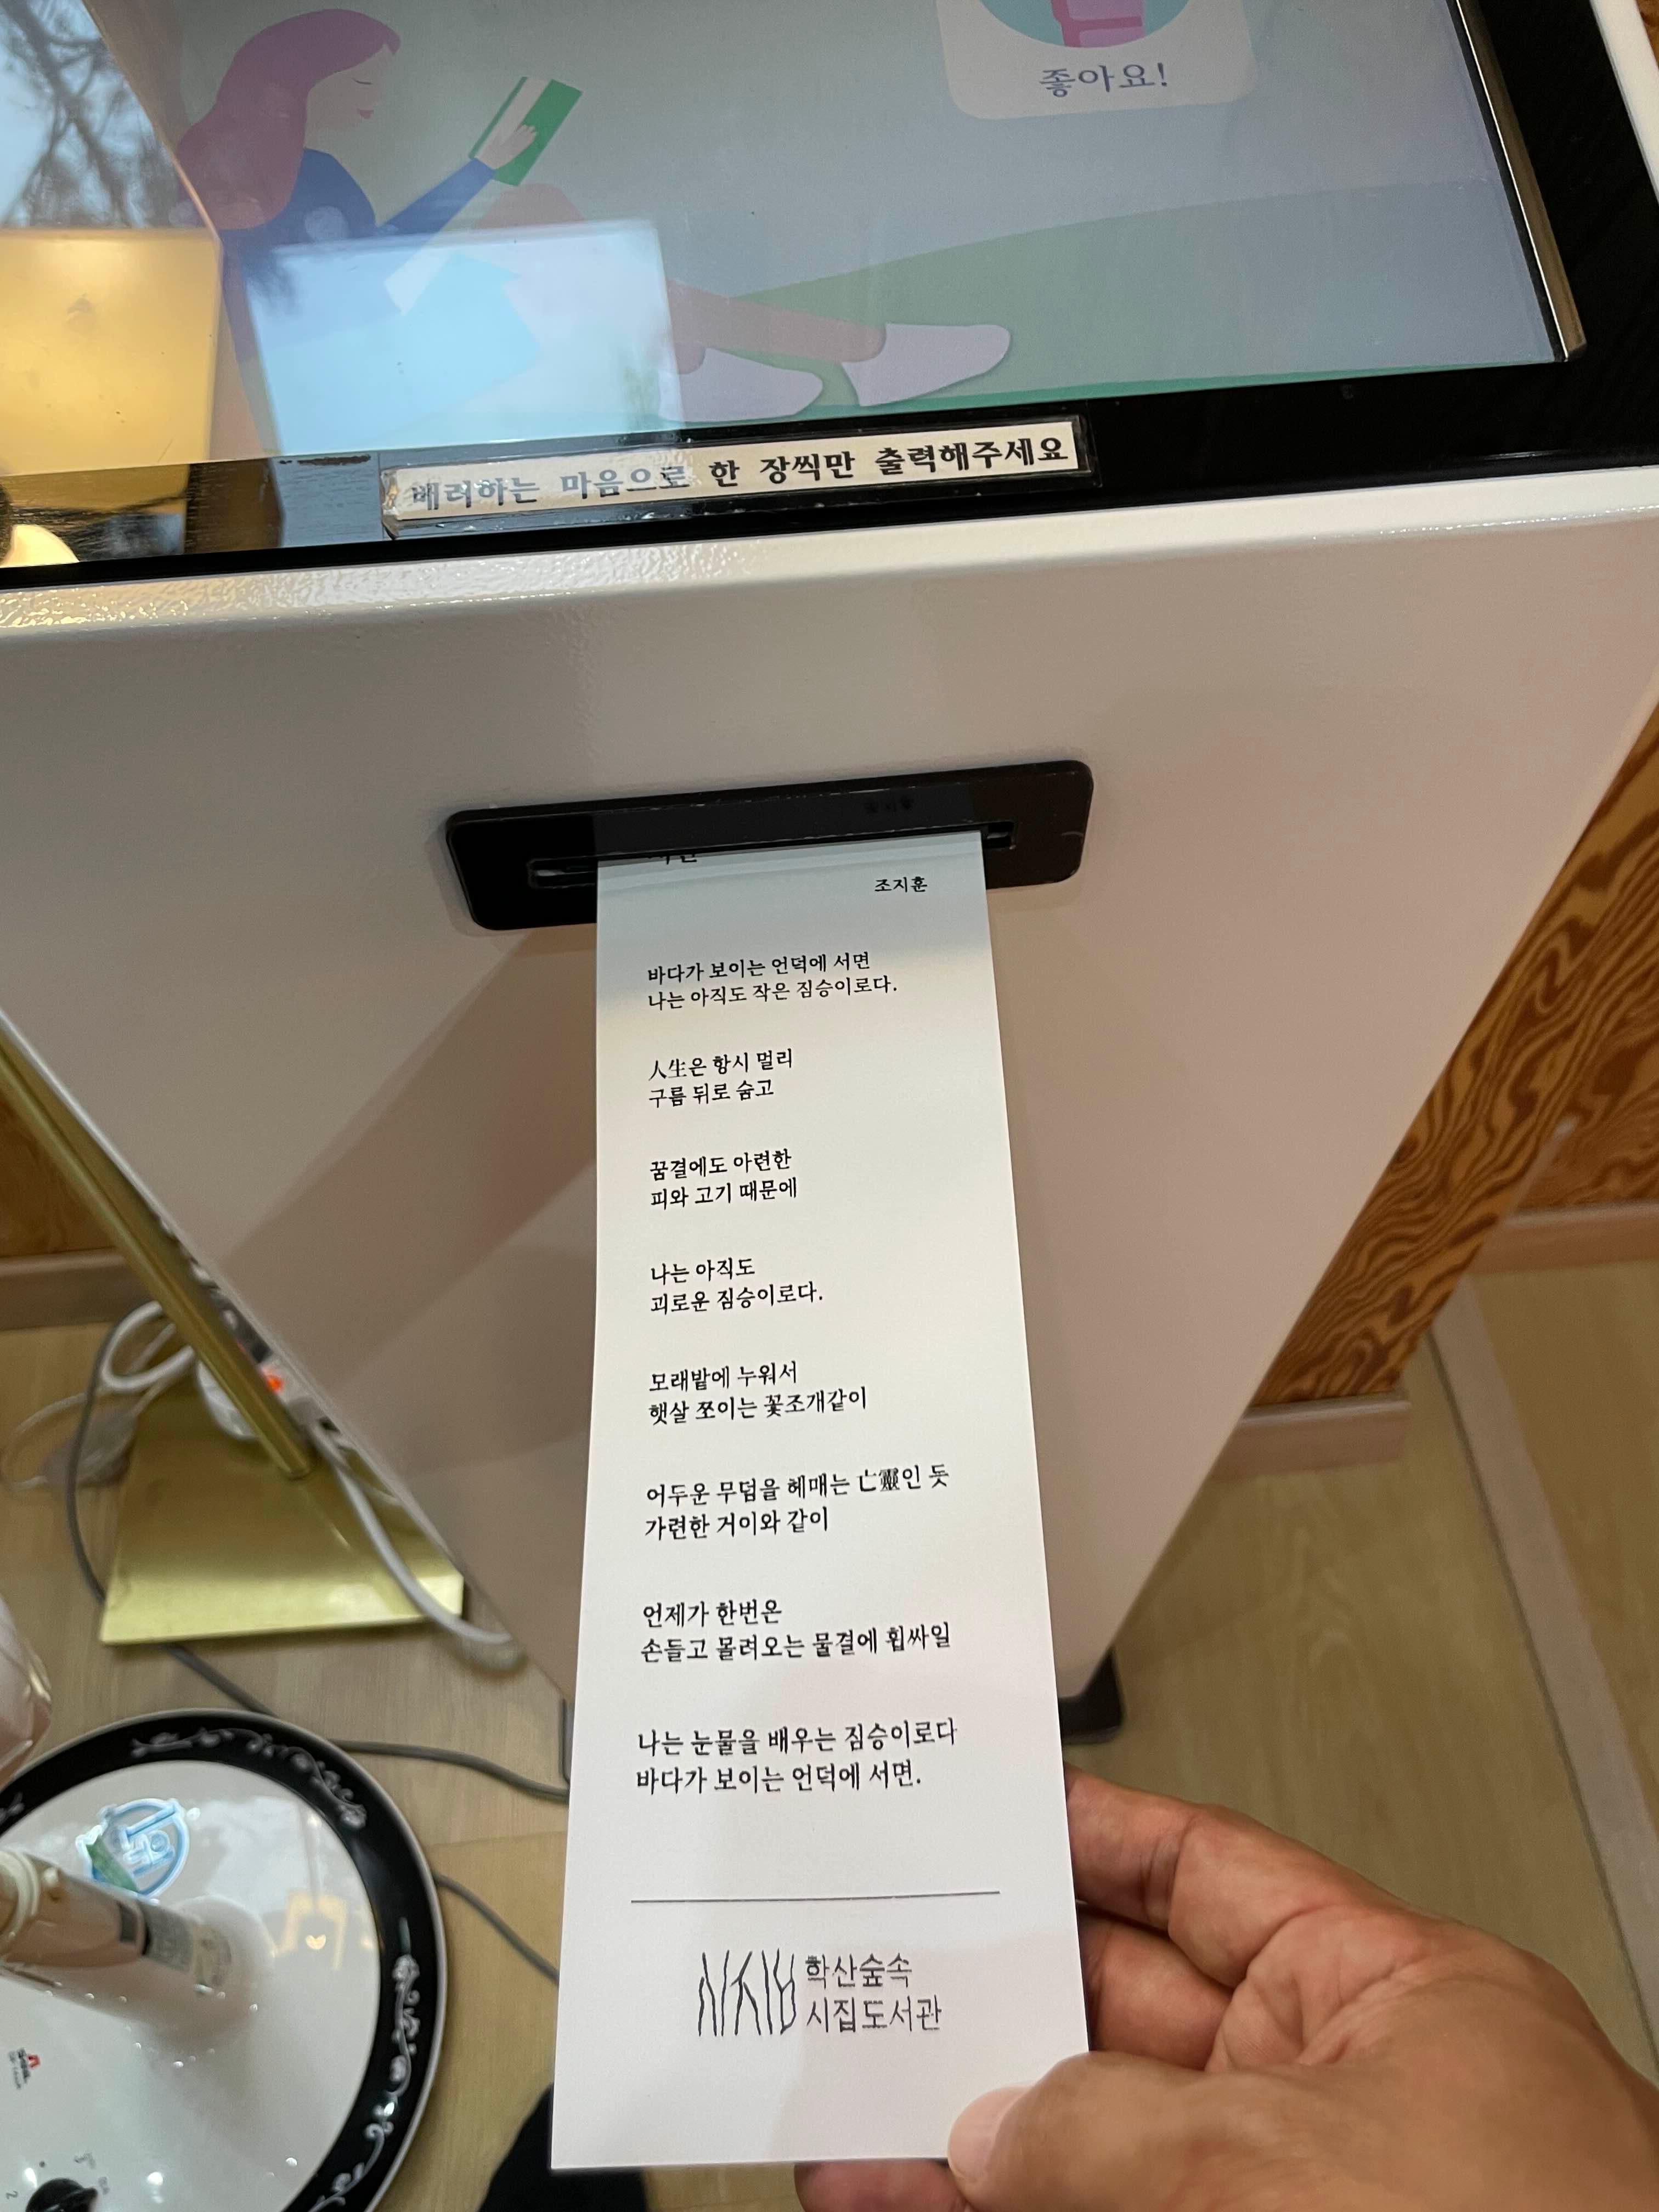 좋아요!
배려하는 마음으로 한 장씩만 출력해주세요
조지훈
바다가 보이는 언덕에 서면
나는 아직도 작은 짐승이로다.
人生은 항시 멀리
구름 뒤로 숨고
꿈결에도 아련한
피와 고기 때문에
나는 아직도
괴로운 짐승이로다.
모래밭에 누워서
햇살 쪼이는 꽃조개같이
어두운 무덤을 헤매는 亡靈인 듯
가련한 거이와 같이
언제가 한번은
손들고 몰려오는 물결에 휩싸일
나는 눈물을 배우는 짐승이로다
바다가 보이는 언덕에 서면.
학산숲속
시집도서관